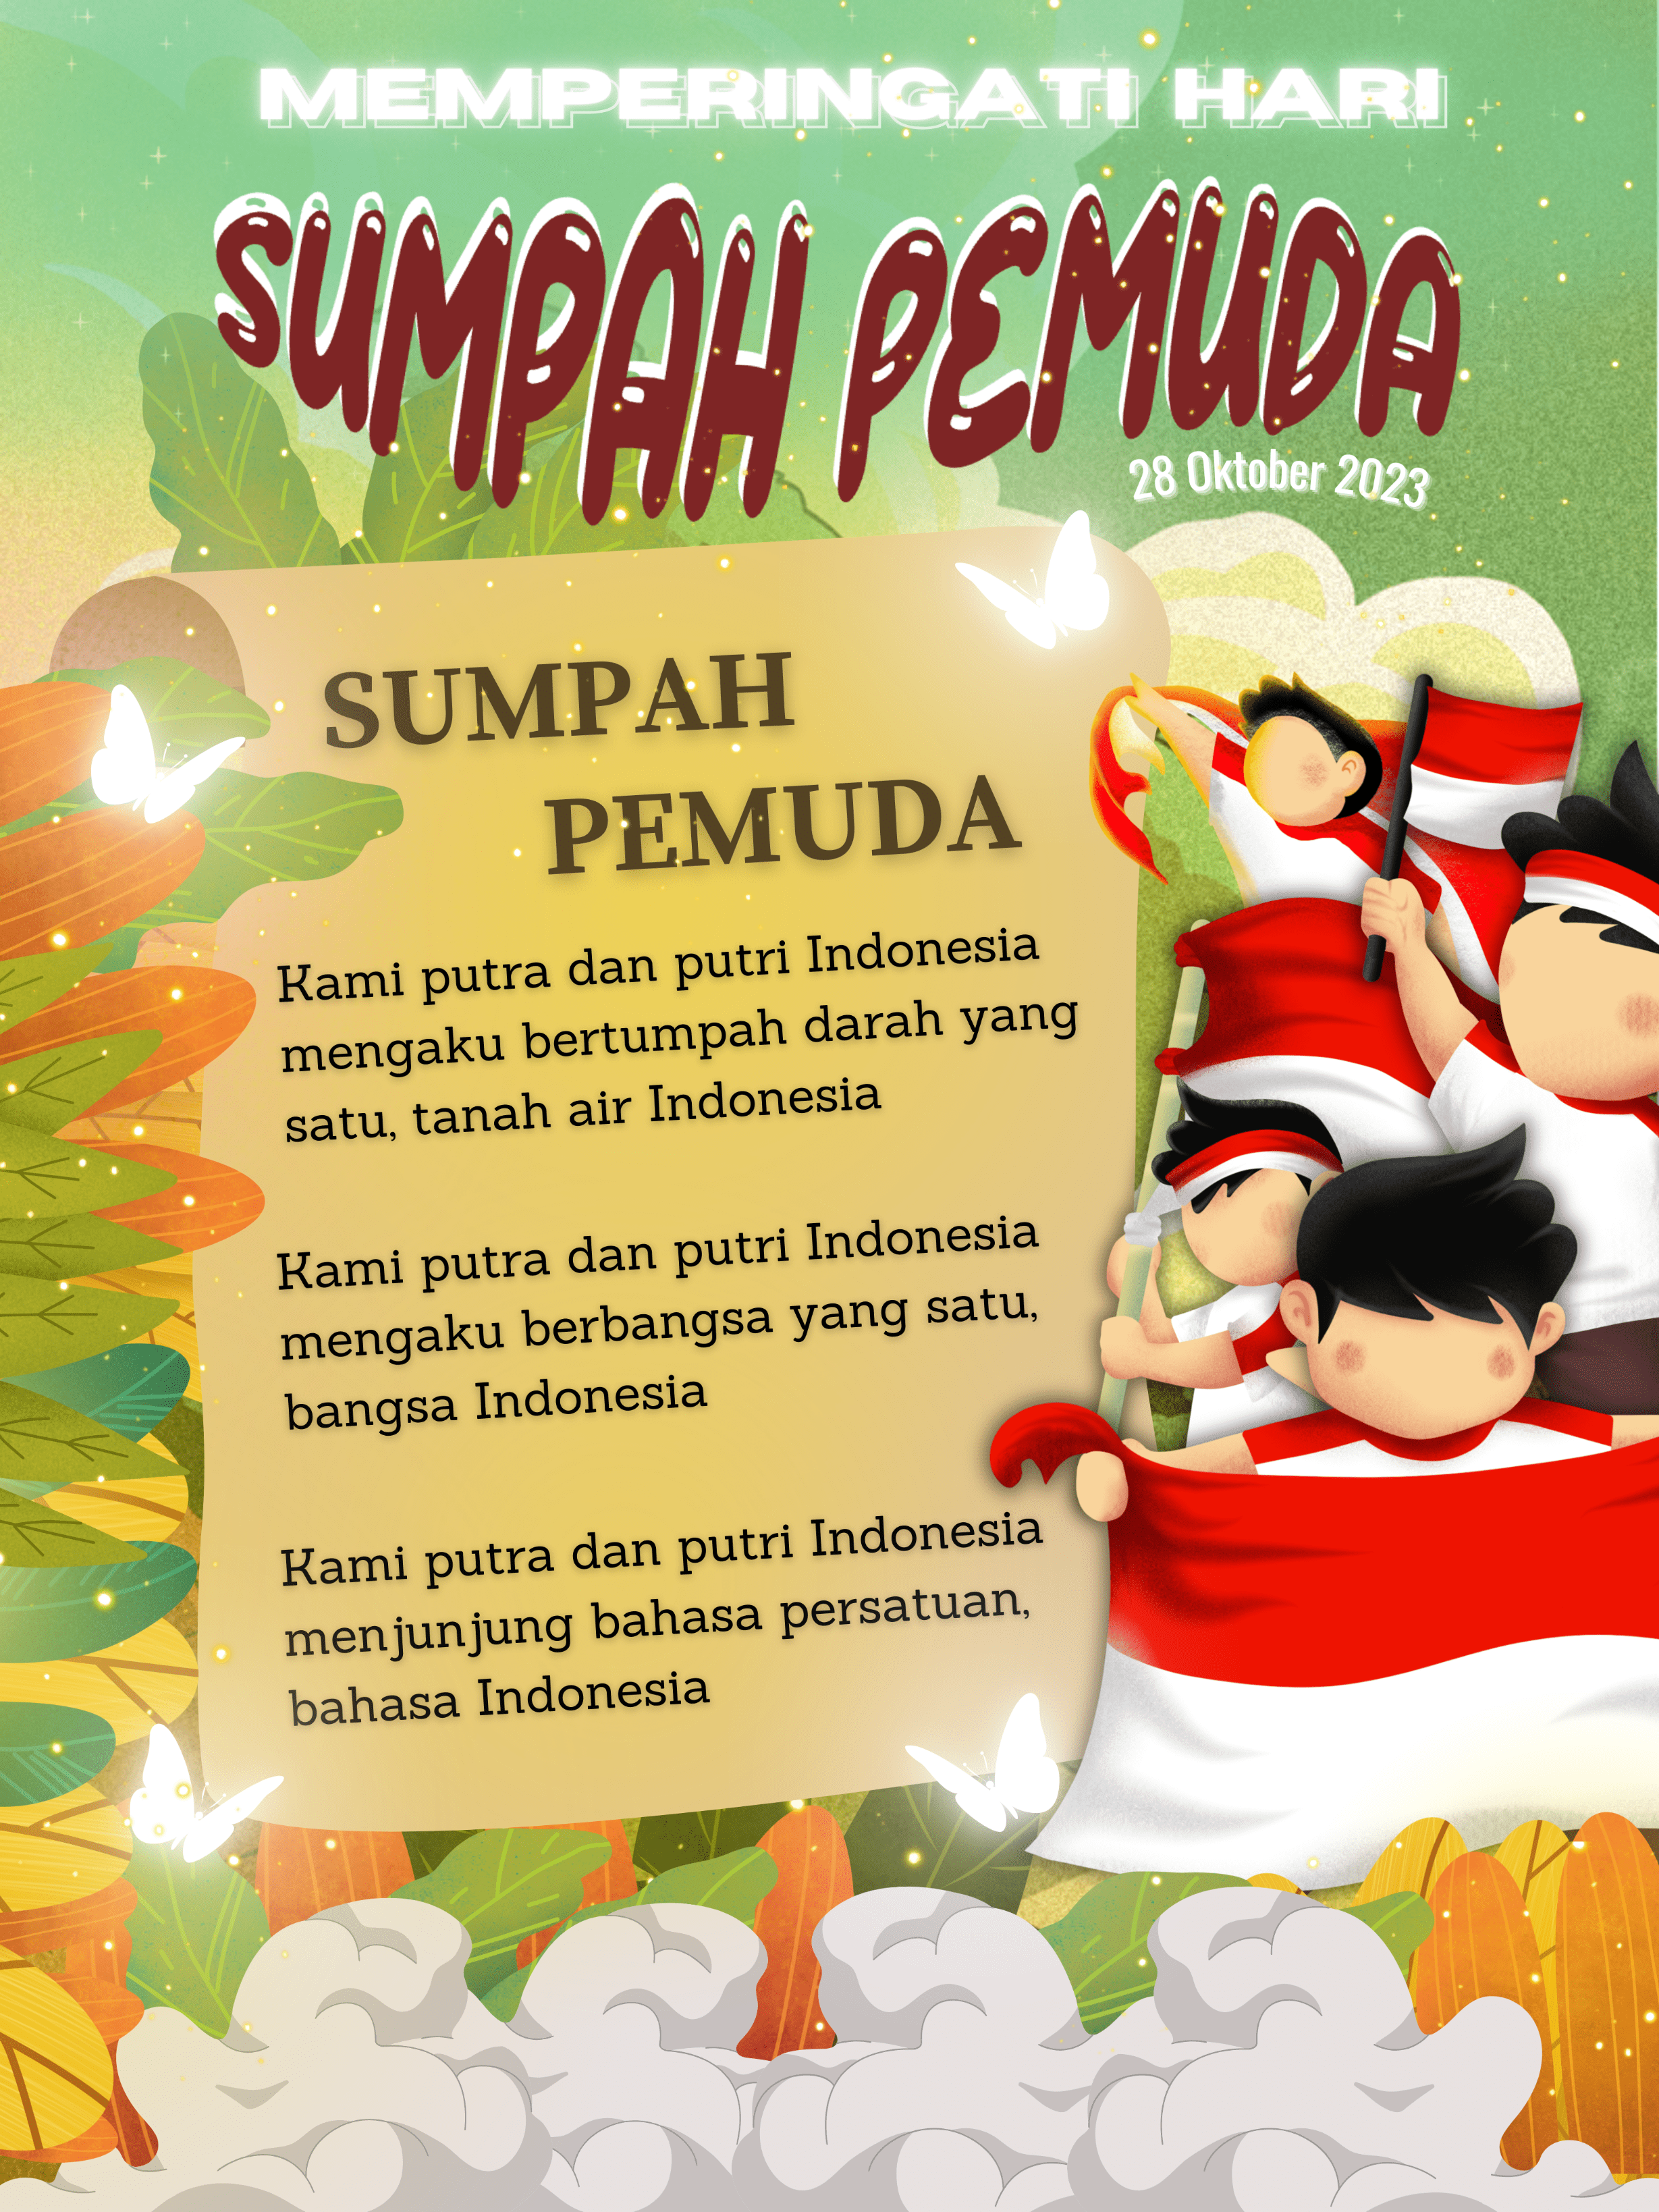 MEMPERINGATI HARI
SUMPAH PEMUDA
28 Oktober 2023
SUMPAH
PEMUDA
Kami putra dan putri Indonesia
mengaku bertumpah darah yang
satu, tanah air Indonesia
Kami putra dan putri Indonesia
mengaku berbangsa yang satu,
bangsa Indonesia
Kami putra dan putri Indonesia
menjunjung bahasa persatuan,
bahasa Indonesia